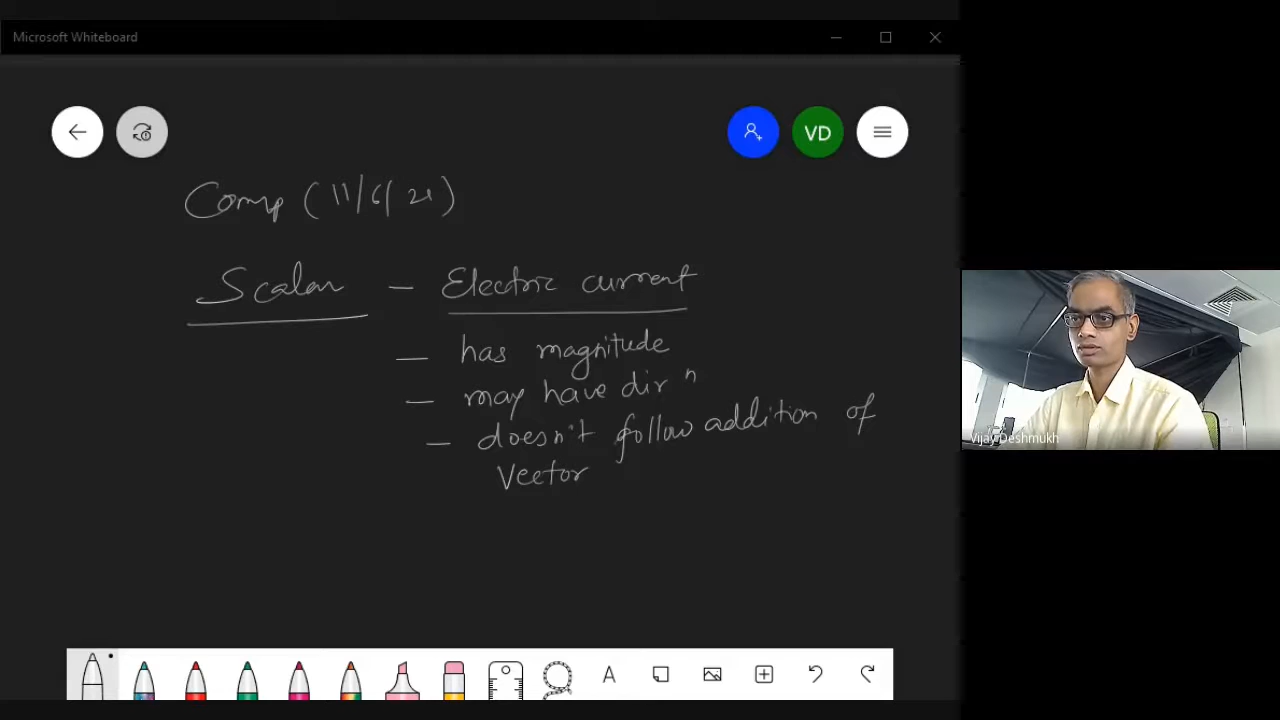 Microsoft Whiteboard
VD
Comp (11/6/21)
Scalar - Electric current
- has magnitude
- may have dirⁿ
- doesn't follow addition of
Vector
Vijay Deshmukh
A